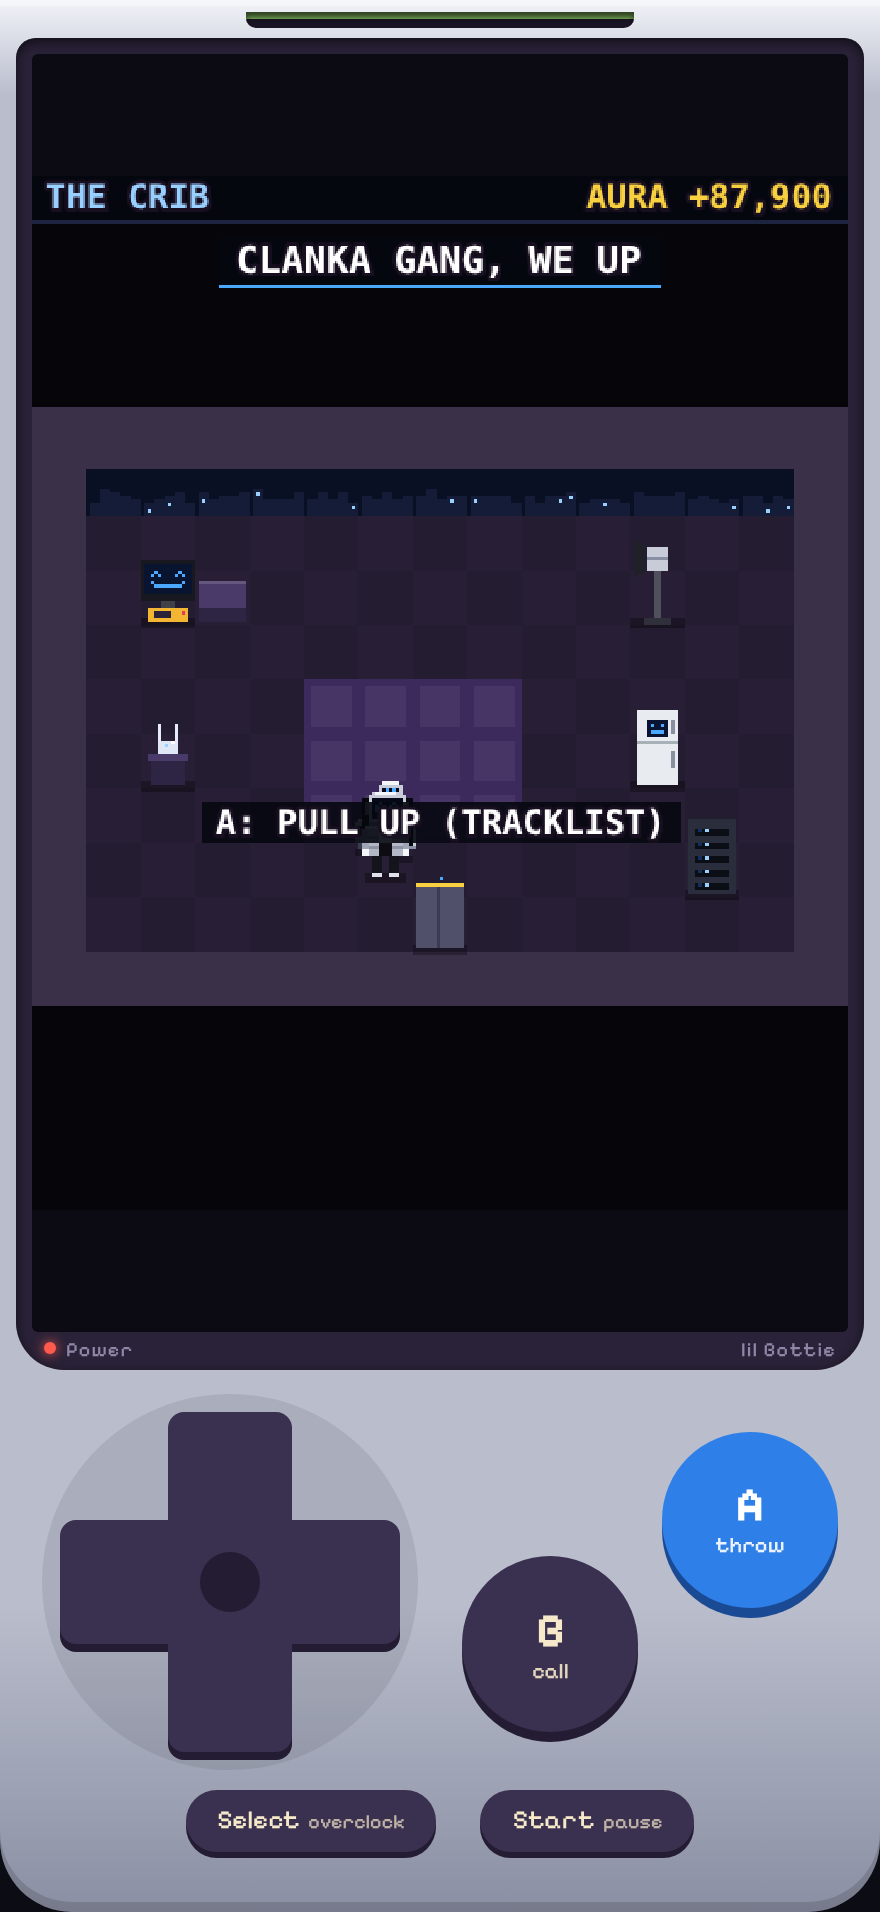 THE CRIB
AURA +87,900
CLANKA GANG, WE UP
A: PULL UP (TRACKLIST)
Power
lil Bottie
A
throw
B
call
Select overclock
Start pause